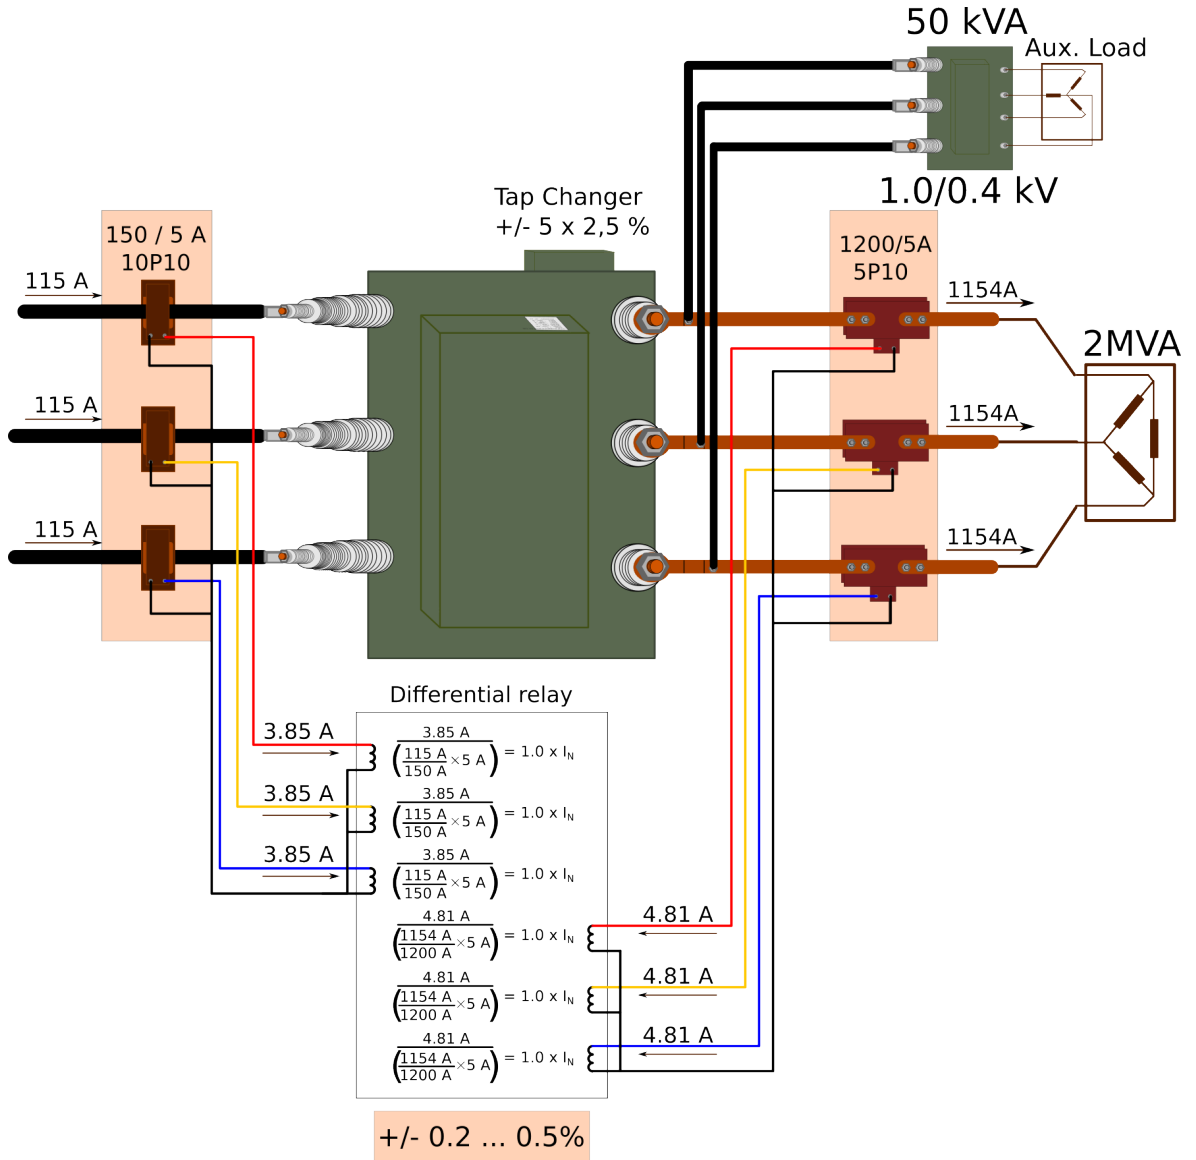 50 kVA
Aux. Load
1.0/0.4 kV
Tap Changer
+/- 5 x 2,5 %
150 / 5 A
10P10
1200/5A
5P10
115 A
115 A
115 A
1154A
1154A
1154A
2MVA
Differential relay
3.85 A
3.85 A
(115 A
150 A ×5 A) = 1.0 x IN
3.85 A
3.85 A
(115 A
150 A ×5 A) = 1.0 x IN
3.85 A
3.85 A
(115 A
150 A ×5 A) = 1.0 x IN
4.81 A
4.81 A
(1154 A
1200 A ×5 A) = 1.0 x IN
4.81 A
4.81 A
(1154 A
1200 A ×5 A) = 1.0 x IN
4.81 A
4.81 A
(1154 A
1200 A ×5 A) = 1.0 x IN
+/- 0.2 ... 0.5%